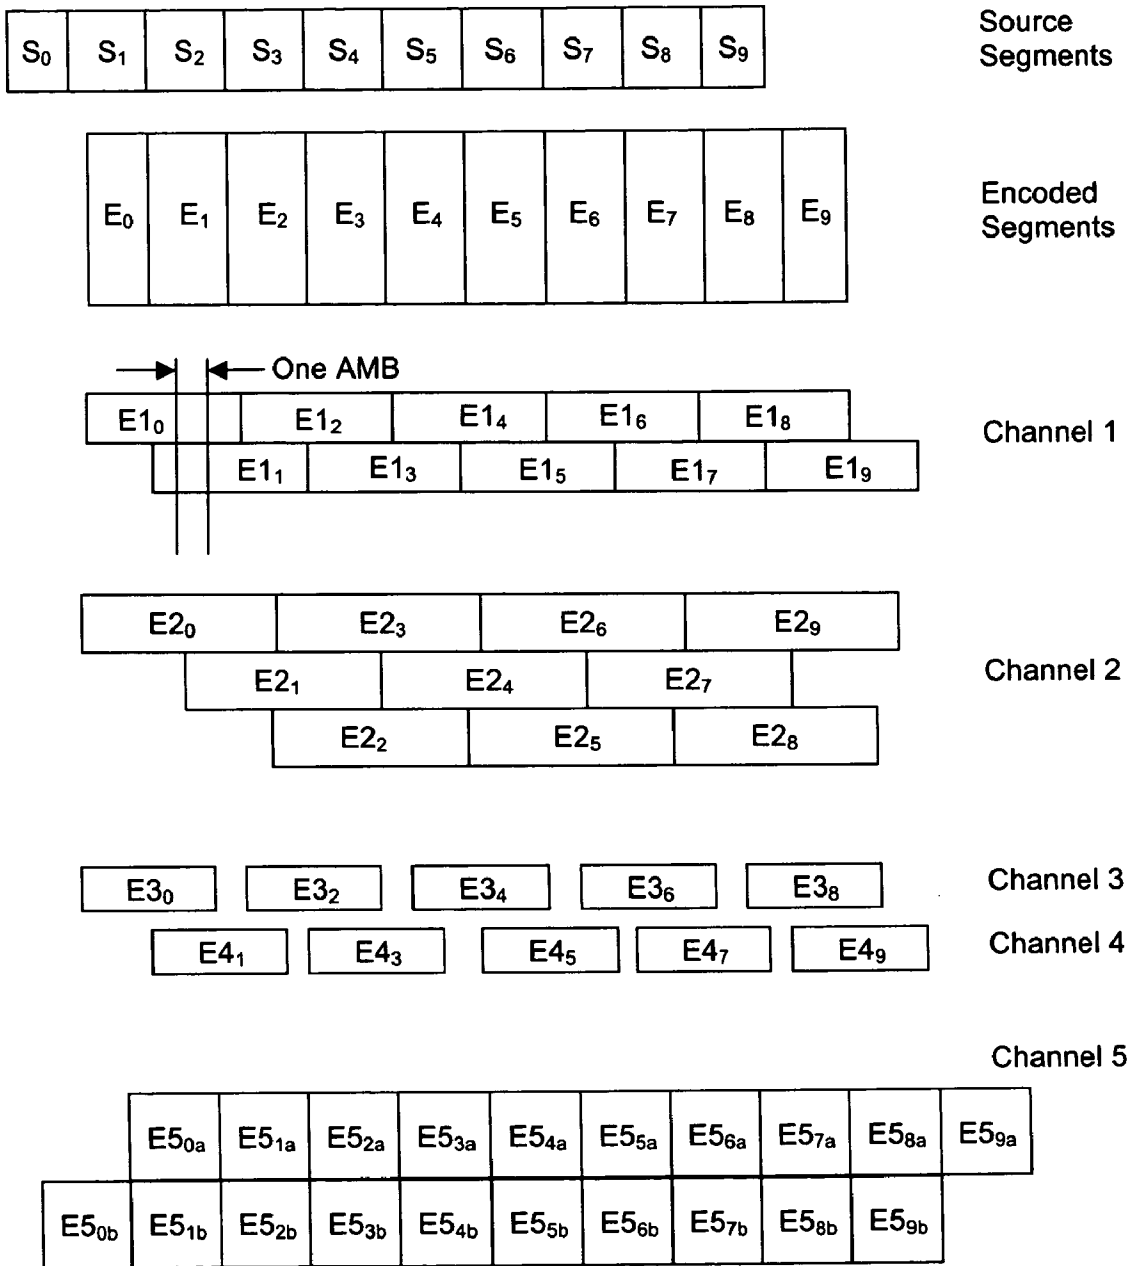 S₀ S₁ S₂ S₃ S₄ S₅ S₆ S₇ S₈ S₉
Source
Segments
E₀ E₁ E₂ E₃ E₄ E₅ E₆ E₇ E₈ E₉
Encoded
Segments
One AMB
E1₀ E1₂ E1₄ E1₆ E1₈
E1₁ E1₃ E1₅ E1₇ E1₉
Channel 1
E2₀ E2₃ E2₆ E2₉
E2₁ E2₄ E2₇
E2₂ E2₅ E2₈
Channel 2
E3₀ E3₂ E3₄ E3₆ E3₈
Channel 3
E4₁ E4₃ E4₅ E4₇ E4₉
Channel 4
Channel 5
E5₀ₐ E5₁ₐ E5₂ₐ E5₃ₐ E5₄ₐ E5₅ₐ E5₆ₐ E5₇ₐ E5₈ₐ E5₉ₐ
E5₀b E5₁b E5₂b E5₃b E5₄b E5₅b E5₆b E5₇b E5₈b E5₉b